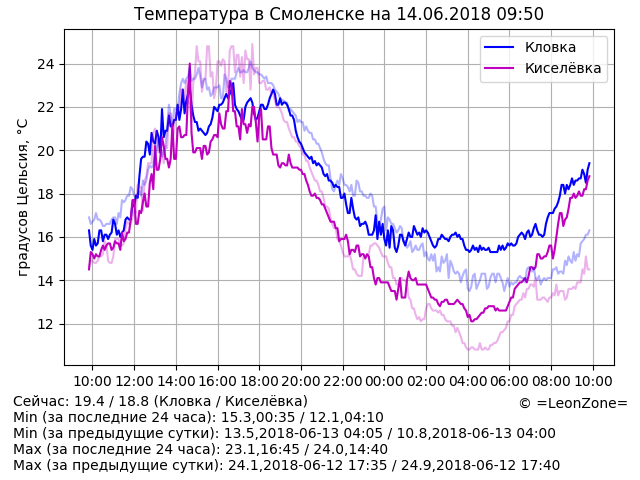 Температура в Смоленске на 14.06.2018 09:50
градусов Цельсия, °C
24
22
20
18
16
14
12
Кловка
Киселёвка
10:00 12:00 14:00 16:00 18:00 20:00 22:00 00:00 02:00 04:00 06:00 08:00 10:00
Сейчас: 19.4 / 18.8 (Кловка / Киселёвка)
© =LeonZone=
Min (за последние 24 часа): 15.3,00:35 / 12.1,04:10
Min (за предыдущие сутки): 13.5,2018-06-13 04:05 / 10.8,2018-06-13 04:00
Max (за последние 24 часа): 23.1,16:45 / 24.0,14:40
Max (за предыдущие сутки): 24.1,2018-06-12 17:35 / 24.9,2018-06-12 17:40